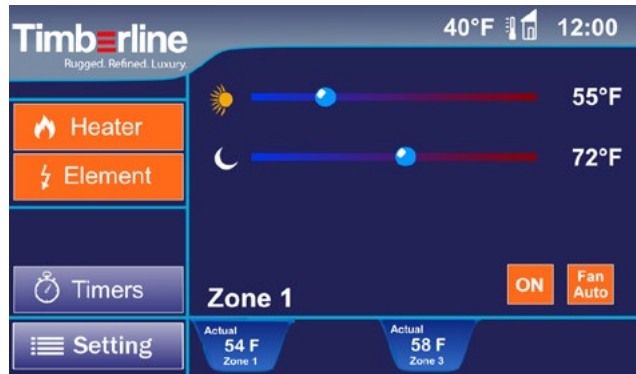 Timberline
Rugged. Refined. Luxury.
40°F
12:00
55°F
Heater
72°F
Element
Timers
Zone 1
ON
Fan
Auto
Setting
Actual
54 F
Zone 1
Actual
58 F
Zone 3